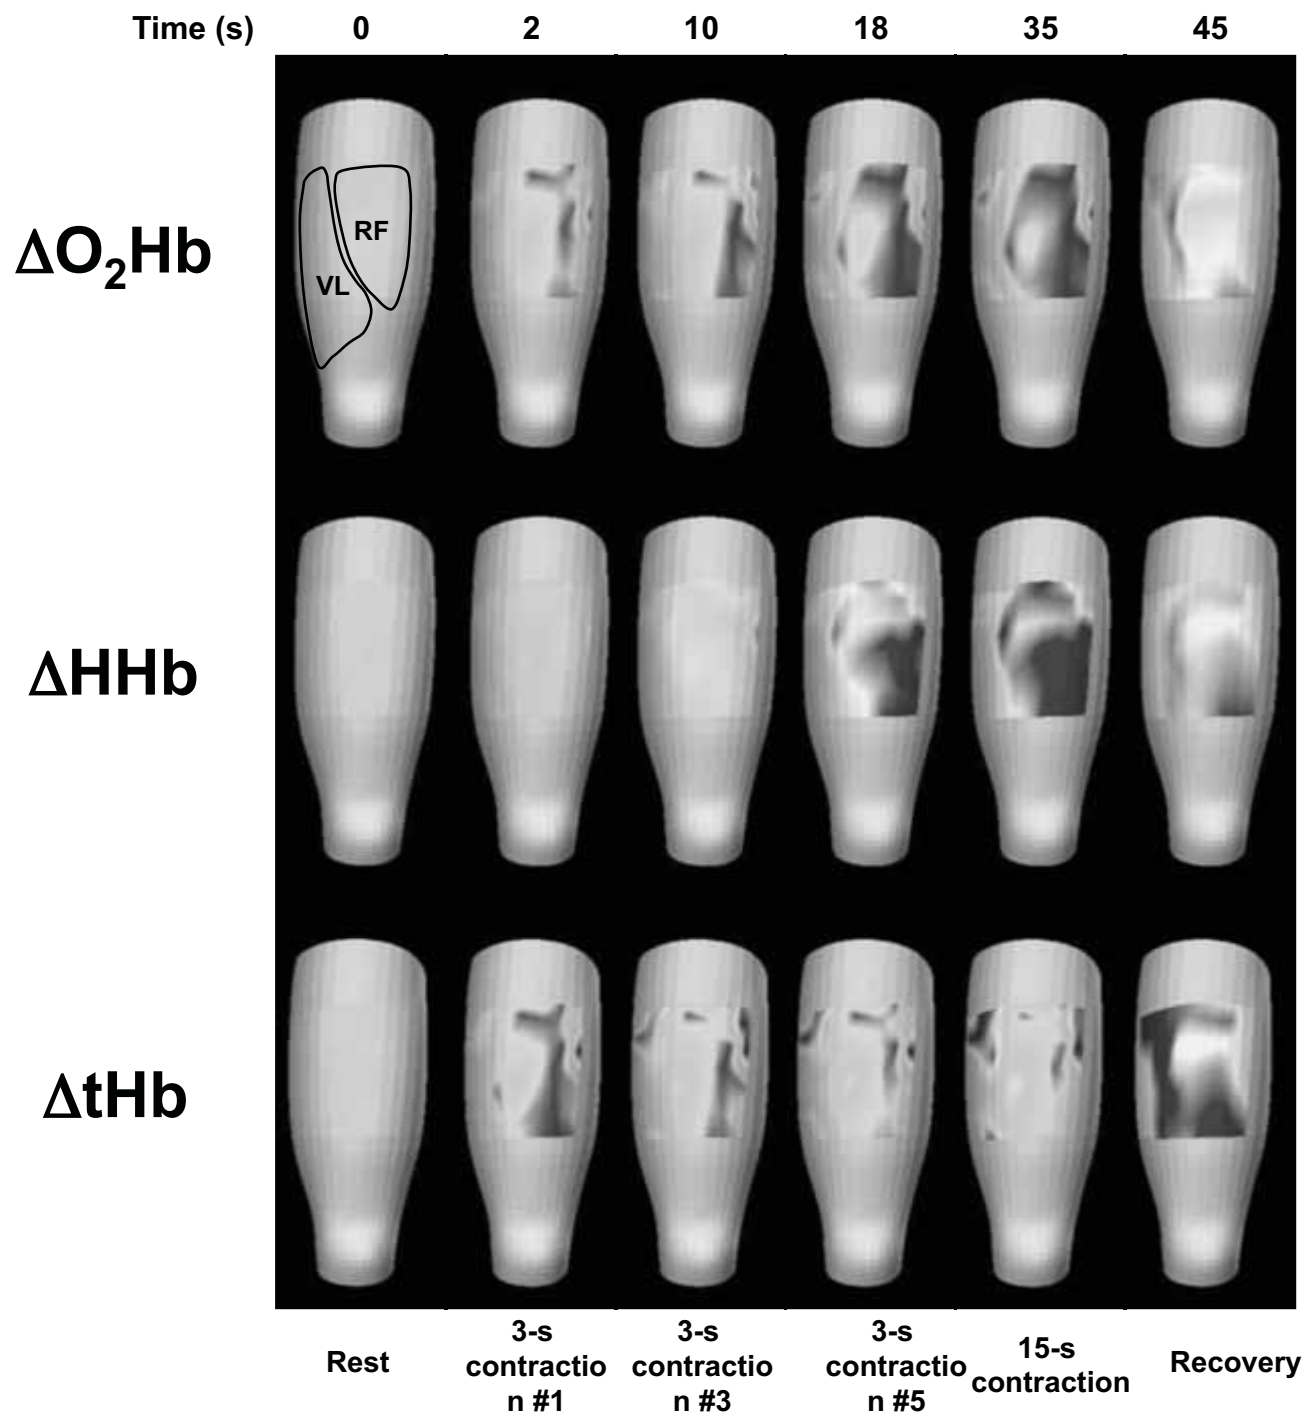 Time (s) 0 2 10 18 35 45
ΔO₂Hb
RF
VL
ΔHHb
ΔtHb
Rest
3-s
contractio
n #1
3-s
contractio
n #3
3-s
contractio
n #5
15-s
contraction
Recovery